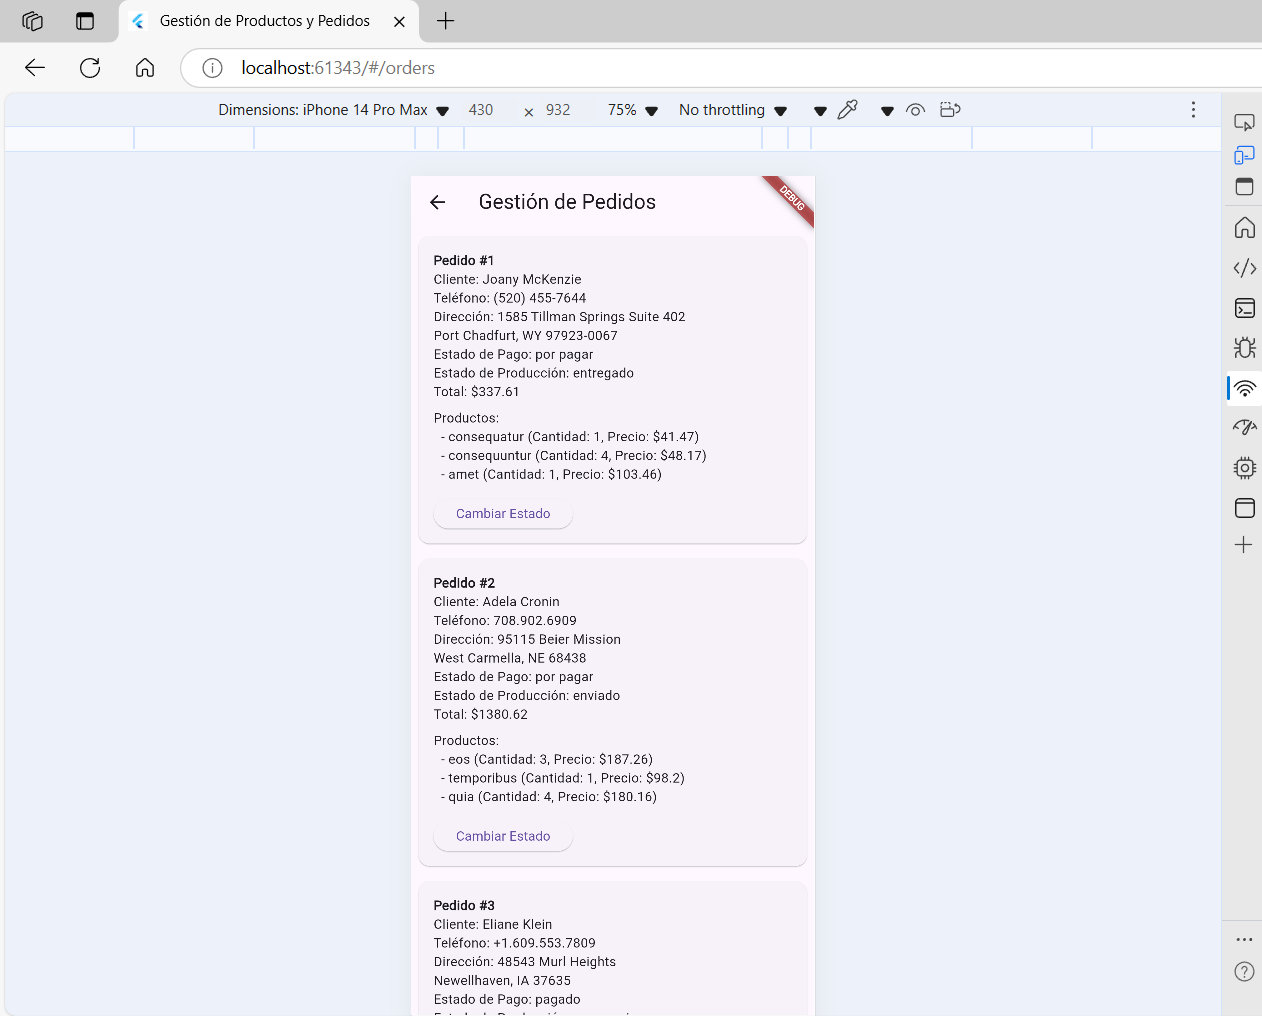 Gestión de Productos y Pedidos
localhost:61343/#/orders
Dimensions: iPhone 14 Pro Max 430 × 932 75% No throttling
Gestión de Pedidos
DEBUG
Pedido #1
Cliente: Joany McKenzie
Teléfono: (520) 455-7644
Dirección: 1585 Tillman Springs Suite 402
Port Chadfurt, WY 97923-0067
Estado de Pago: por pagar
Estado de Producción: entregado
Total: $337.61
Productos:
- consequatur (Cantidad: 1, Precio: $41.47)
- consequuntur (Cantidad: 4, Precio: $48.17)
- amet (Cantidad: 1, Precio: $103.46)
Cambiar Estado
Pedido #2
Cliente: Adela Cronin
Teléfono: 708.902.6909
Dirección: 95115 Beier Mission
West Carmella, NE 68438
Estado de Pago: por pagar
Estado de Producción: enviado
Total: $1380.62
Productos:
- eos (Cantidad: 3, Precio: $187.26)
- temporibus (Cantidad: 1, Precio: $98.2)
- quia (Cantidad: 4, Precio: $180.16)
Cambiar Estado
Pedido #3
Cliente: Eliane Klein
Teléfono: +1.609.553.7809
Dirección: 48543 Murl Heights
Newellhaven, IA 37635
Estado de Pago: pagado